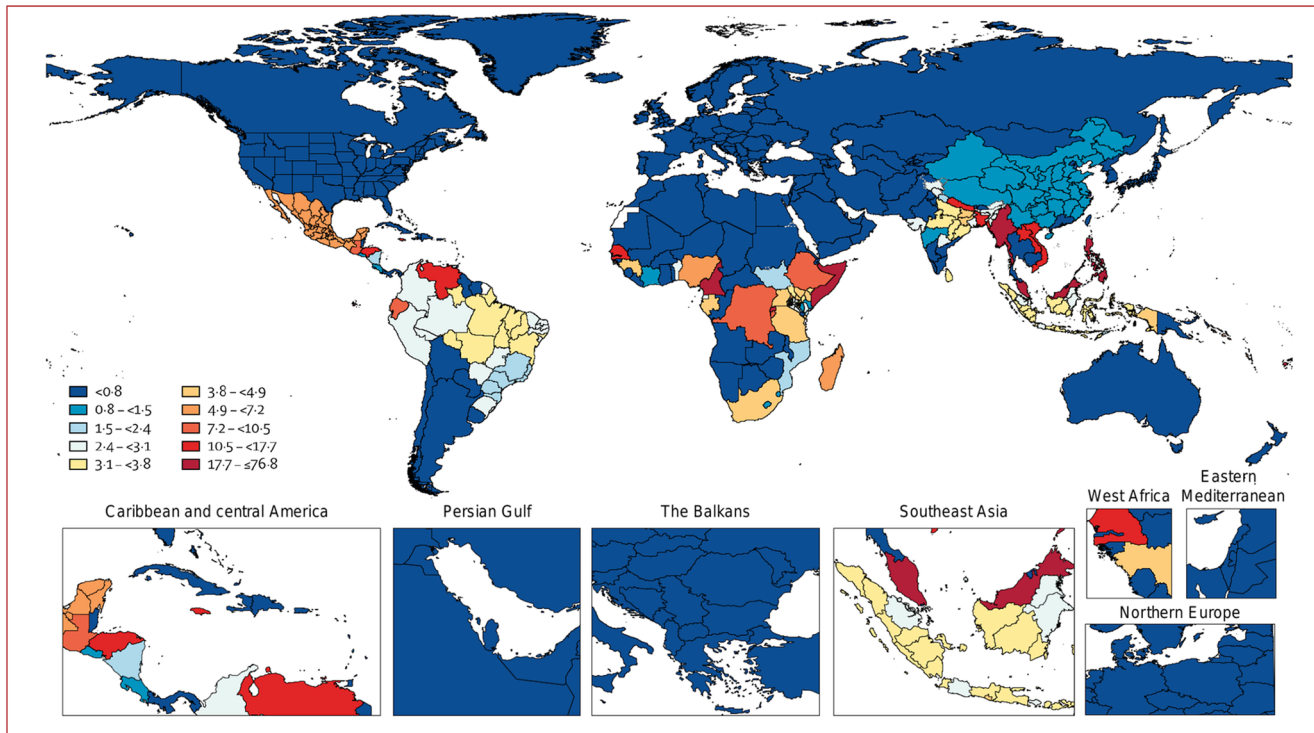 <0·8
0·8 – <1·5
1·5 – <2·4
2·4 – <3·1
3·1 – <3·8
3·8 – <4·9
4·9 – <7·2
7·2 – <10·5
10·5 – <17·7
17·7 – ≤76·8
Caribbean and central America
Persian Gulf
The Balkans
Southeast Asia
West Africa
Eastern
Mediterranean
Northern Europe